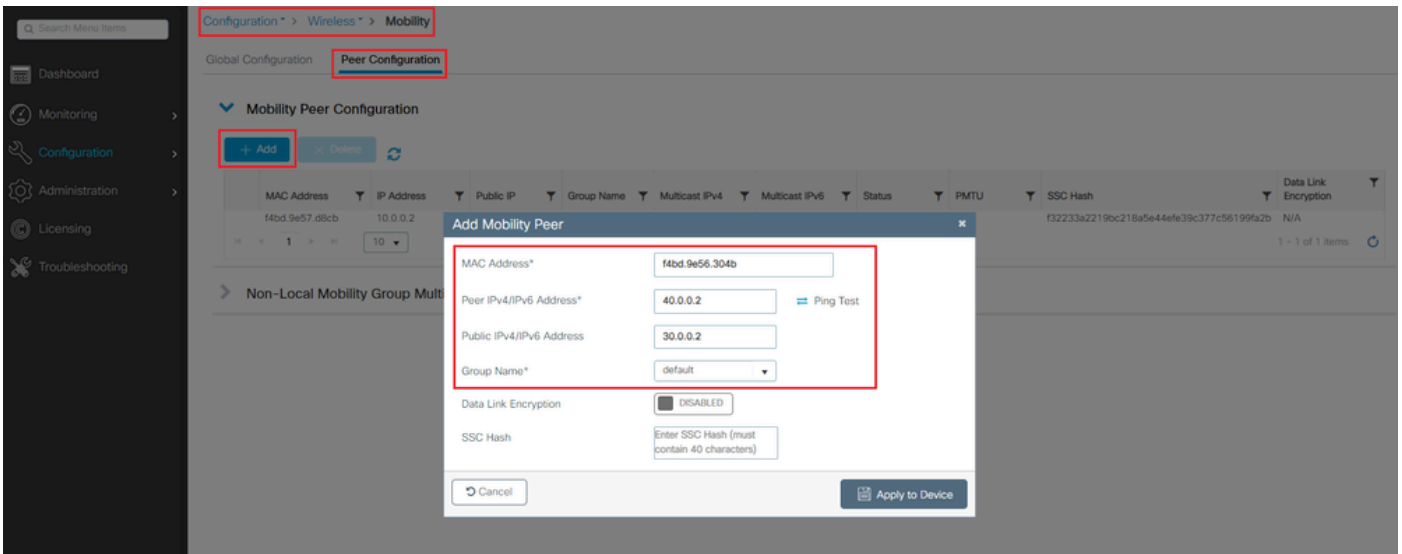 Search Menu Items
Dashboard
Monitoring
Configuration
Administration
Licensing
Troubleshooting
Configuration > Wireless > Mobility
Global Configuration Peer Configuration
Mobility Peer Configuration
+ Add × Delete
MAC Address IP Address Public IP Group Name Multicast IPv4 Multicast IPv6 Status PMTU SSC Hash Data Link Encryption
f4bd.9e57.d8cb 10.0.0.2 f32233a2219bc218a5e44efe39c377c56199fa2b N/A
1 10 1 - 1 of 1 items
Non-Local Mobility Group Multi
Add Mobility Peer
MAC Address* f4bd.9e56.304b
Peer IPv4/IPv6 Address* 40.0.0.2 Ping Test
Public IPv4/IPv6 Address 30.0.0.2
Group Name* default
Data Link Encryption DISABLED
SSC Hash Enter SSC Hash (must
contain 40 characters)
Cancel Apply to Device